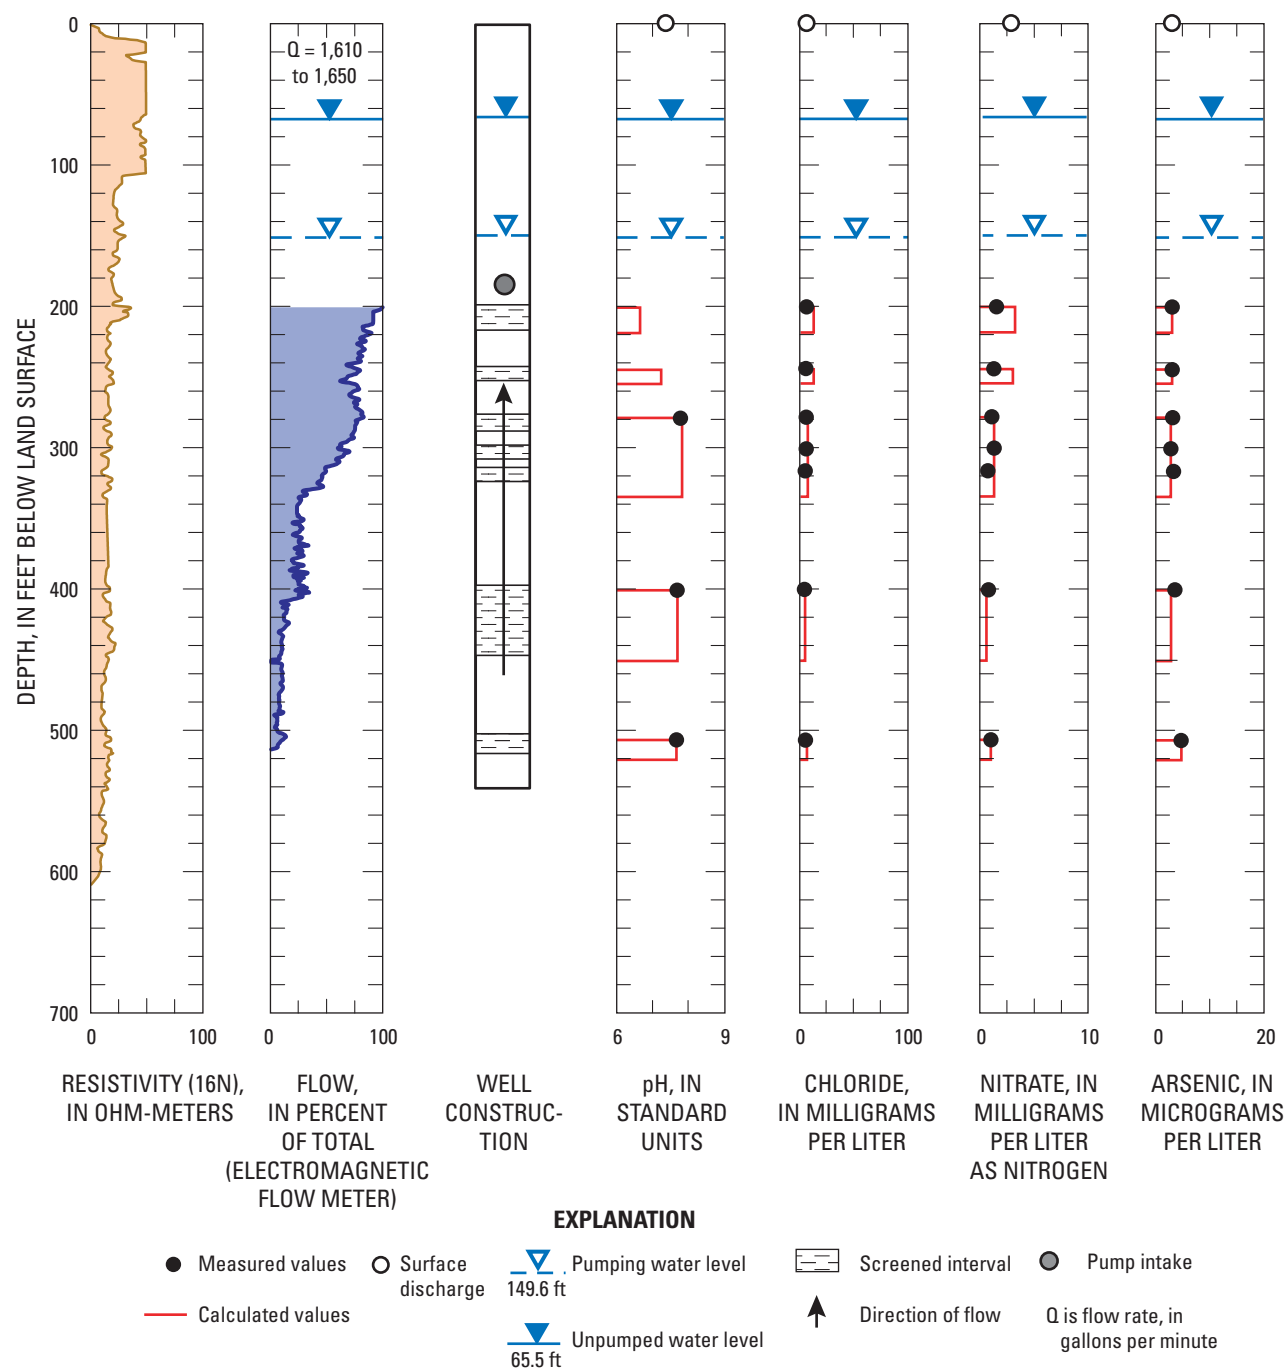 DEPTH, IN FEET BELOW LAND SURFACE
0
100
200
300
400
500
600
700
Q = 1,610
to 1,650
0 100
0 100
6 9
0 100
0 10
0 20
RESISTIVITY (16N),
IN OHM-METERS
FLOW,
IN PERCENT
OF TOTAL
(ELECTROMAGNETIC
FLOW METER)
WELL
CONSTRUC-
TION
pH, IN
STANDARD
UNITS
CHLORIDE,
IN MILLIGRAMS
PER LITER
NITRATE, IN
MILLIGRAMS
PER LITER
AS NITROGEN
ARSENIC, IN
MICROGRAMS
PER LITER
EXPLANATION
Measured values
Calculated values
Surface
discharge
Pumping water level
149.6 ft
Unpumped water level
65.5 ft
Screened interval
Direction of flow
Pump intake
Q is flow rate, in
gallons per minute